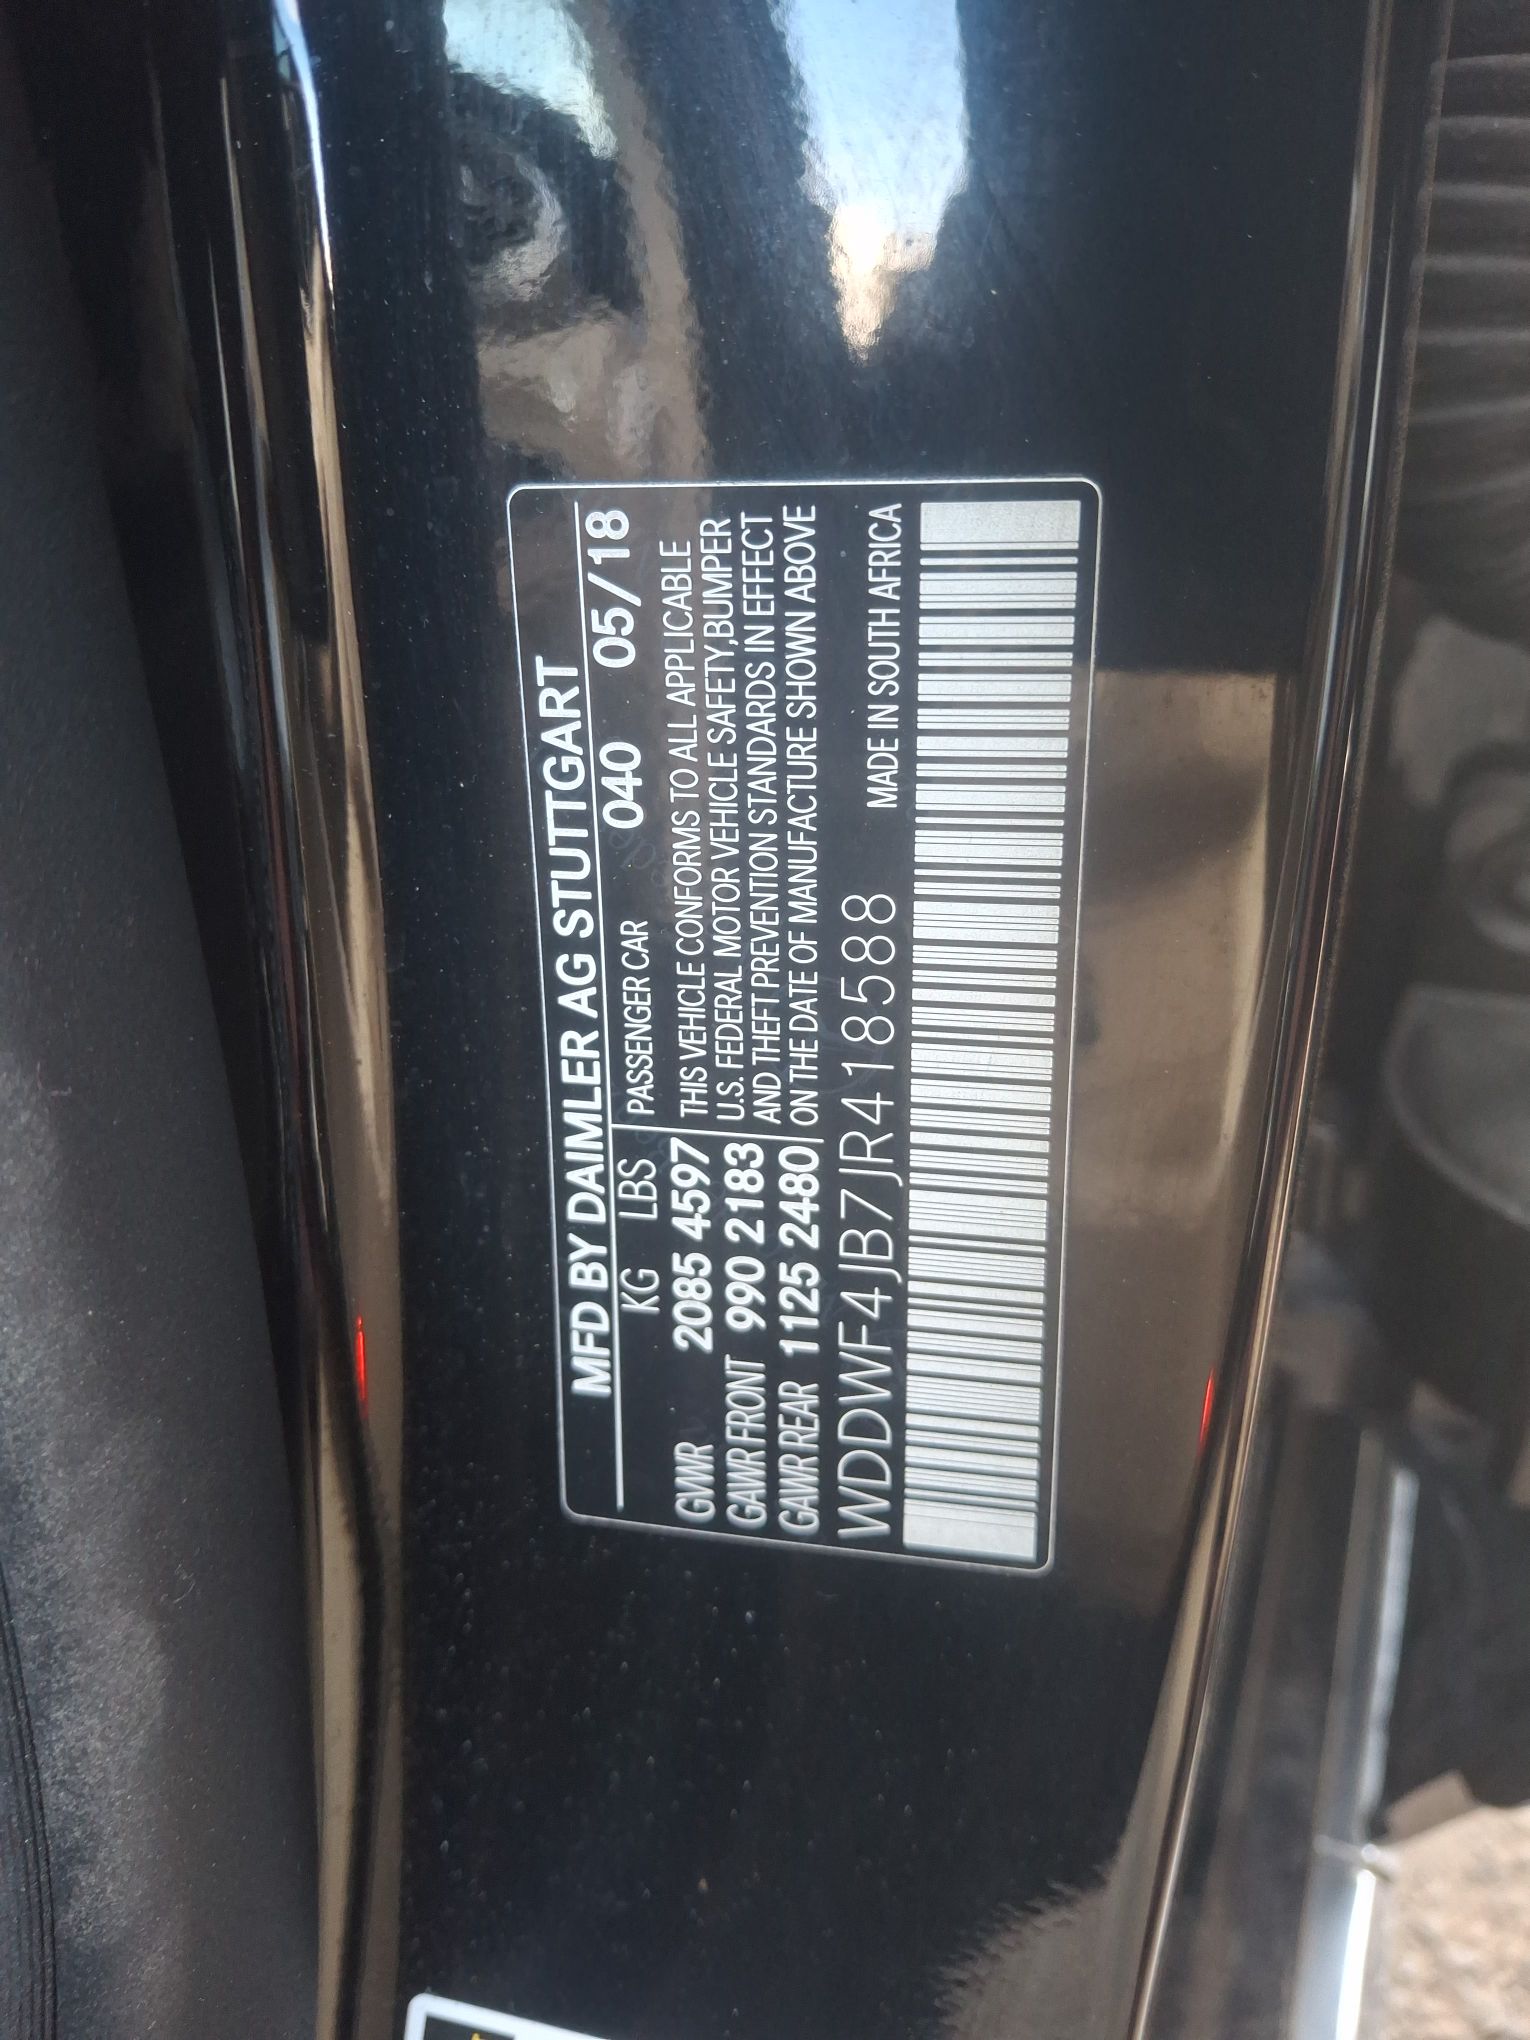 MFD BY DAIMLER AG STUTTGART
KG LBS PASSENGER CAR 040 05/18
GVWR 2085 4597 THIS VEHICLE CONFORMS TO ALL APPLICABLE
GAWR FRONT 990 2183 U.S. FEDERAL MOTOR VEHICLE SAFETY,BUMPER
GAWR REAR 1125 2480 AND THEFT PREVENTION STANDARDS IN EFFECT
ON THE DATE OF MANUFACTURE SHOWN ABOVE
WDDWF4JB7JR418588 MADE IN SOUTH AFRICA